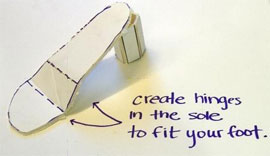 create hinges
in the sole
to fit your foot.